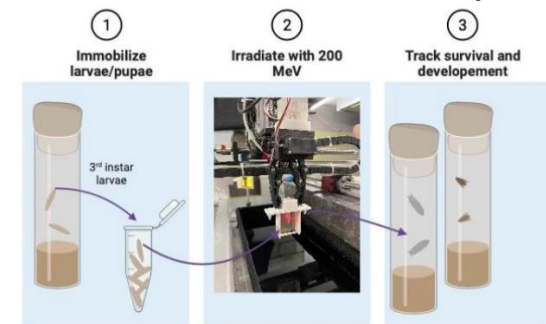 1
Immobilize
larvae/pupae
3rd instar
larvae
2
Irradiate with 200
MeV
3
Track survival and
developement